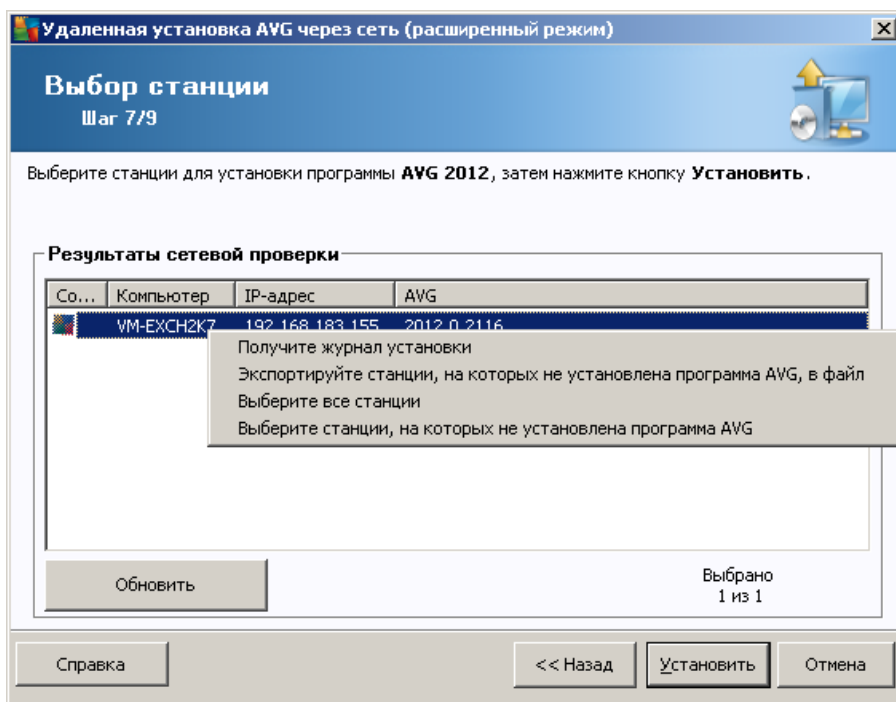 Удаленная установка AVG через сеть (расширенный режим)
Выбор станции
Шаг 7/9
Выберите станции для установки программы AVG 2012, затем нажмите кнопку Установить.
Результаты сетевой проверки
Со... Компьютер IP-адрес AVG
VM-EXCH2K7 192.168.183.155 2012.0.2116
Получите журнал установки
Экспортируйте станции, на которых не установлена программа AVG, в файл
Выберите все станции
Выберите станции, на которых не установлена программа AVG
Обновить
Выбрано
1 из 1
Справка << Назад Установить Отмена